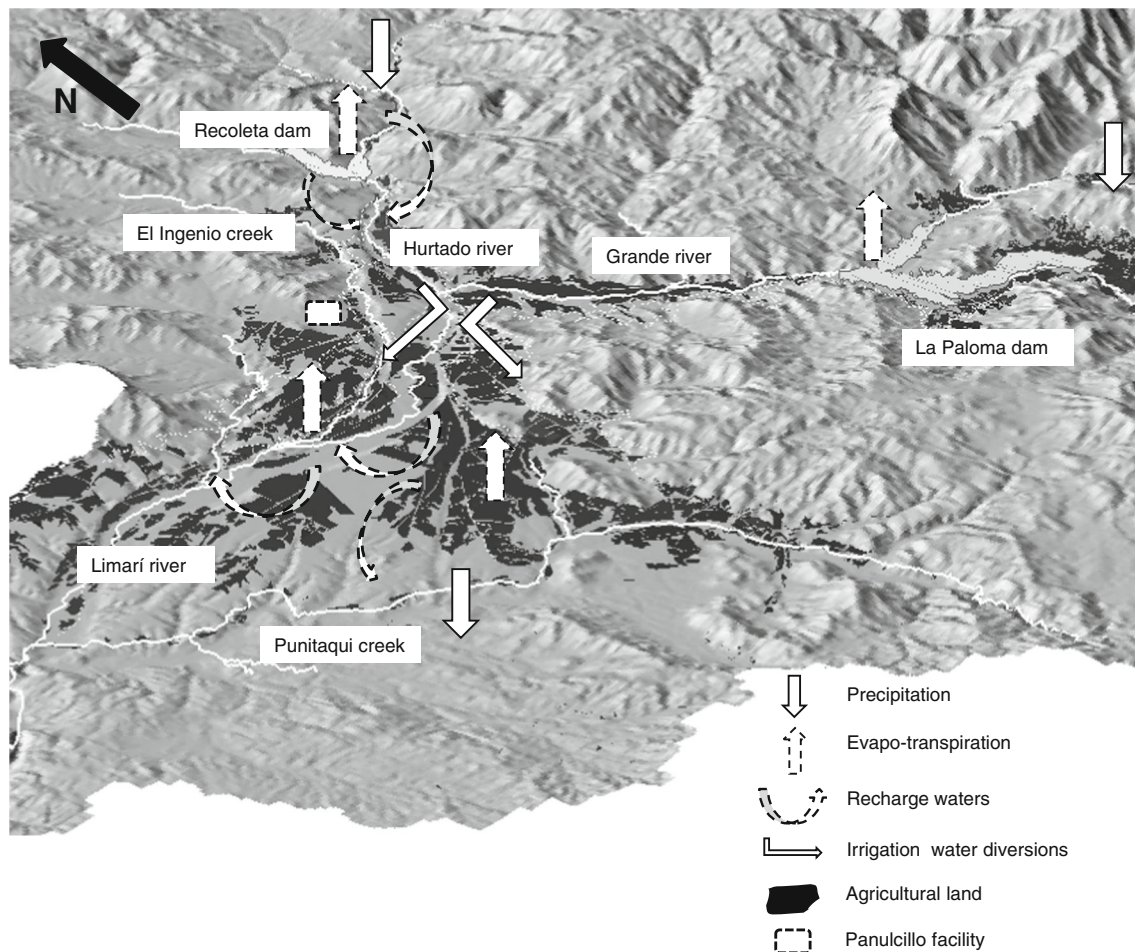 N
Recoleta dam
El Ingenio creek
Hurtado river
Grande river
La Paloma dam
Limarí river
Punitaqui creek
Precipitation
Evapo-transpiration
Recharge waters
Irrigation water diversions
Agricultural land
Panulcillo facility